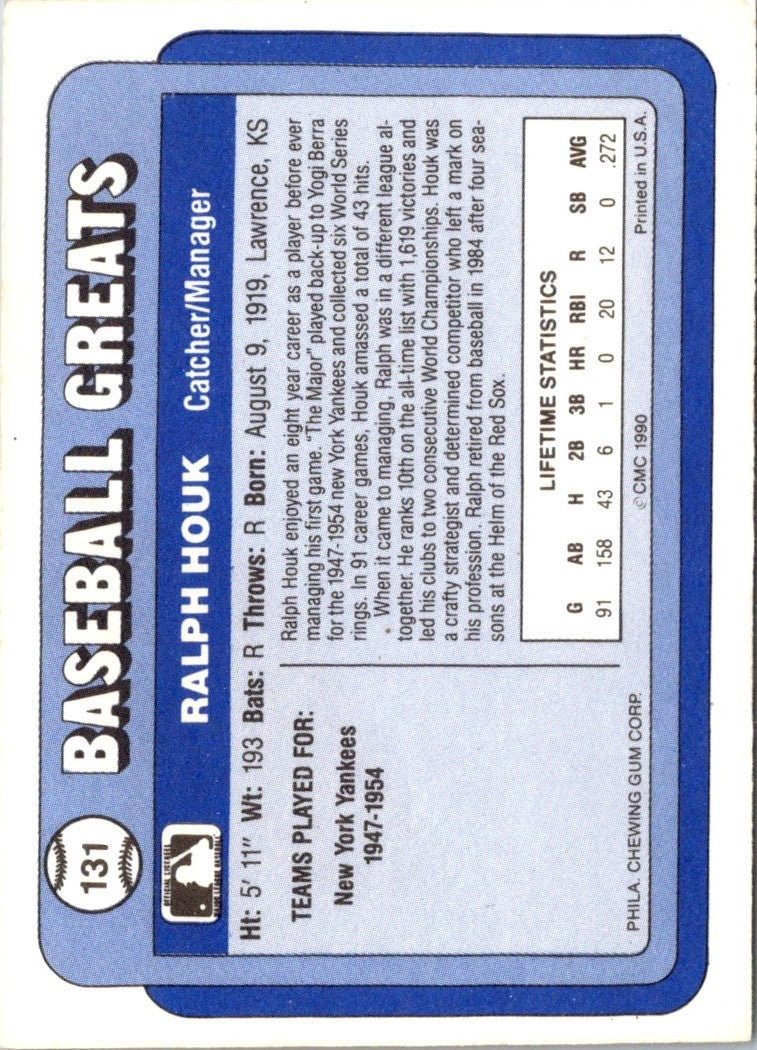 131
BASEBALL GREATS
OFFICIAL LICENSEE
MAJOR LEAGUE BASEBALL
RALPH HOUK Catcher/Manager
Ht: 5' 11" Wt: 193 Bats: R Throws: R Born: August 9, 1919, Lawrence, KS
TEAMS PLAYED FOR:
New York Yankees
1947-1954
Ralph Houk enjoyed an eight year career as a player before ever
managing his first game. "The Major" played back-up to Yogi Berra
for the 1947-1954 new York Yankees and collected six World Series
rings. In 91 career games, Houk amassed a total of 43 hits.
When it came to managing, Ralph was in a different league al-
together. He ranks 10th on the all-time list with 1,619 victories and
led his clubs to two consecutive World Championships. Houk was
a crafty strategist and determined competitor who left a mark on
his profession. Ralph retired from baseball in 1984 after four sea-
sons at the Helm of the Red Sox.
LIFETIME STATISTICS
G AB H 2B 3B HR RBI R SB AVG
91 158 43 6 1 0 20 12 0 .272
PHILA. CHEWING GUM CORP. ©CMC 1990 Printed in U.S.A.